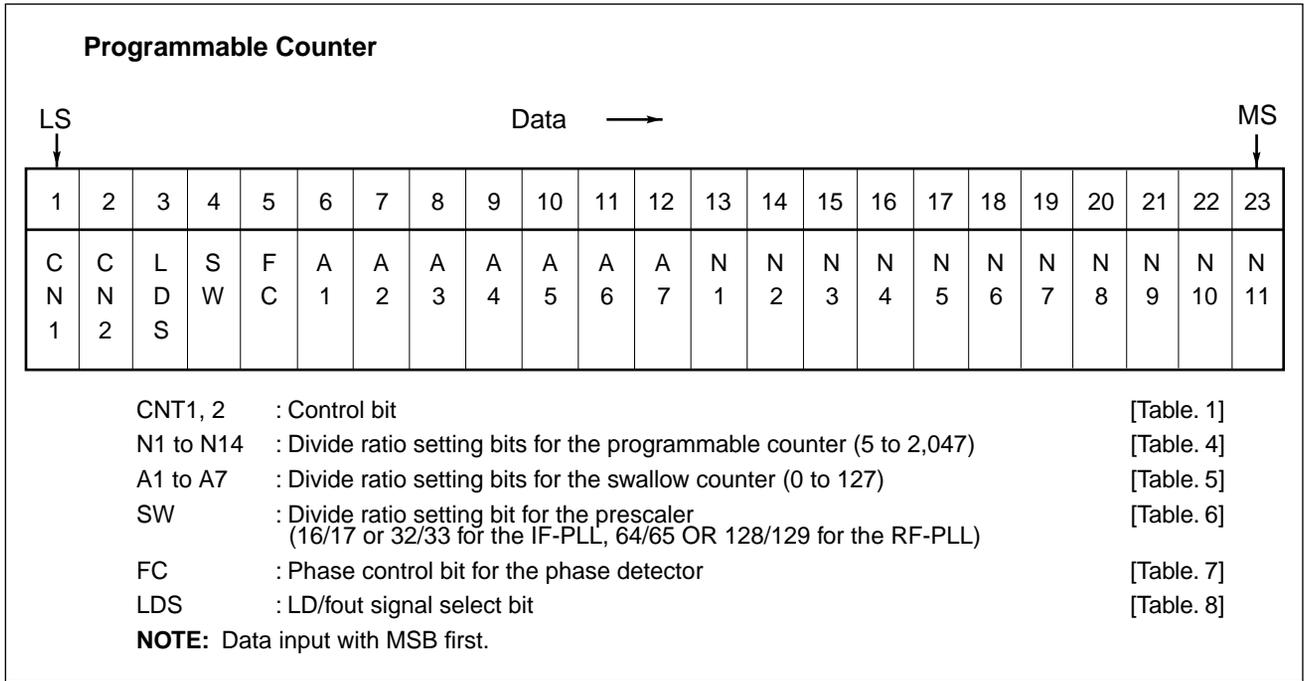 Programmable Counter
LS Data MS
1 2 3 4 5 6 7 8 9 10 11 12 13 14 15 16 17 18 19 20 21 22 23
C C L S F A A A A A A A N N N N N N N N N N N
N N D W C 1 2 3 4 5 6 7 1 2 3 4 5 6 7 8 9 10 11
1 2 S
CNT1, 2 : Control bit [Table. 1]
N1 to N14 : Divide ratio setting bits for the programmable counter (5 to 2,047) [Table. 4]
A1 to A7 : Divide ratio setting bits for the swallow counter (0 to 127) [Table. 5]
SW : Divide ratio setting bit for the prescaler [Table. 6]
(16/17 or 32/33 for the IF-PLL, 64/65 OR 128/129 for the RF-PLL)
FC : Phase control bit for the phase detector [Table. 7]
LDS : LD/fout signal select bit [Table. 8]
NOTE: Data input with MSB first.